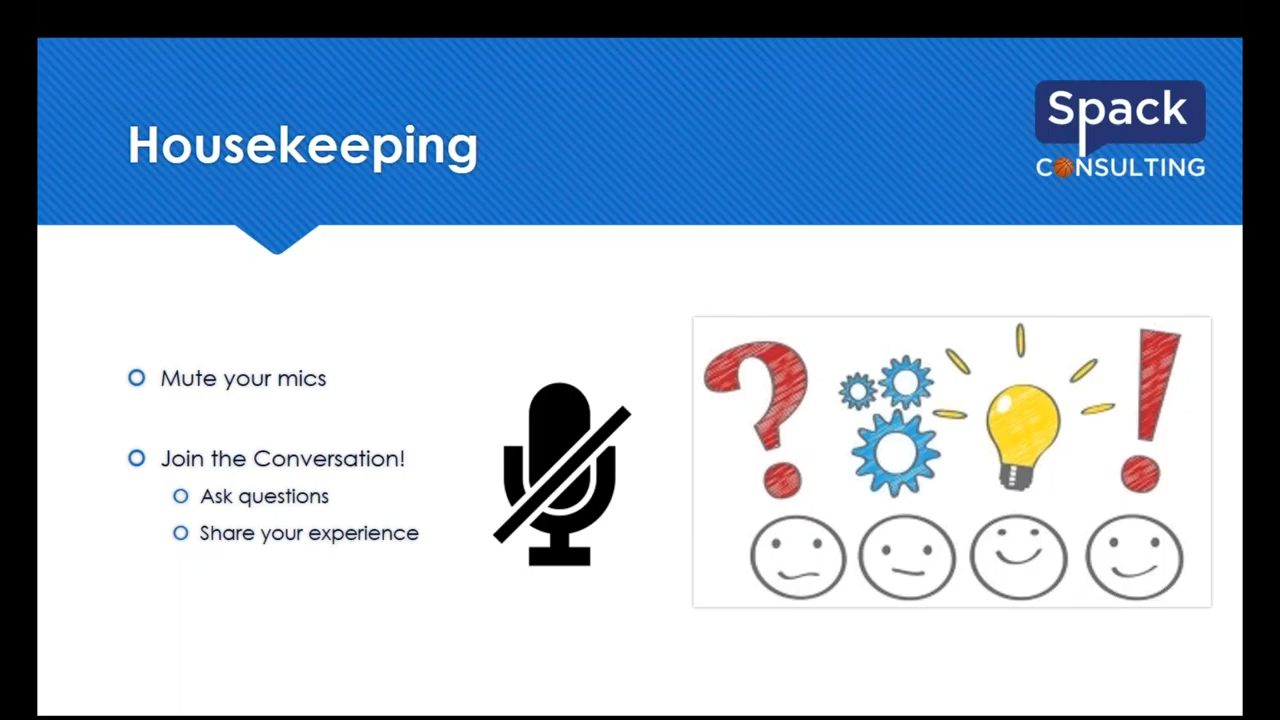 Housekeeping
Spack
CONSULTING
Mute your mics
Join the Conversation!
Ask questions
Share your experience